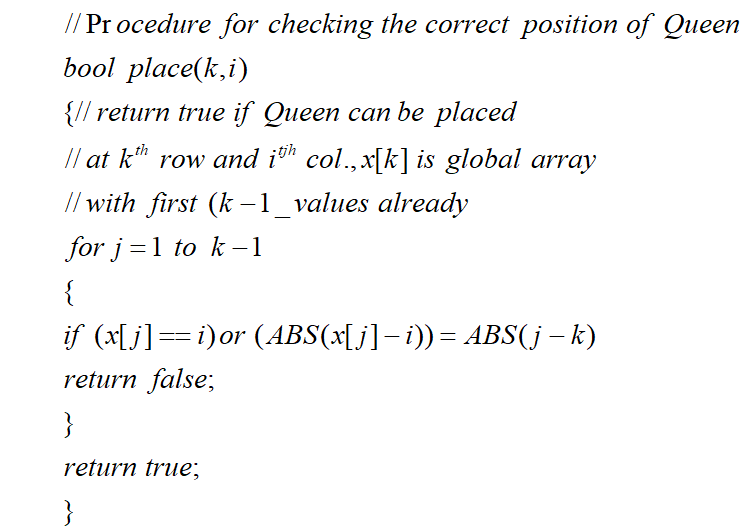 // Pr ocedure for checking the correct position of Queen
bool place(k,i)
{// return true if Queen can be placed
// at k^th row and i^tjh col.,x[k] is global array
// with first (k −1_values already
for j =1 to k −1
{
if (x[j]== i)or (ABS(x[j]−i)) = ABS(j − k)
return false;
}
return true;
}